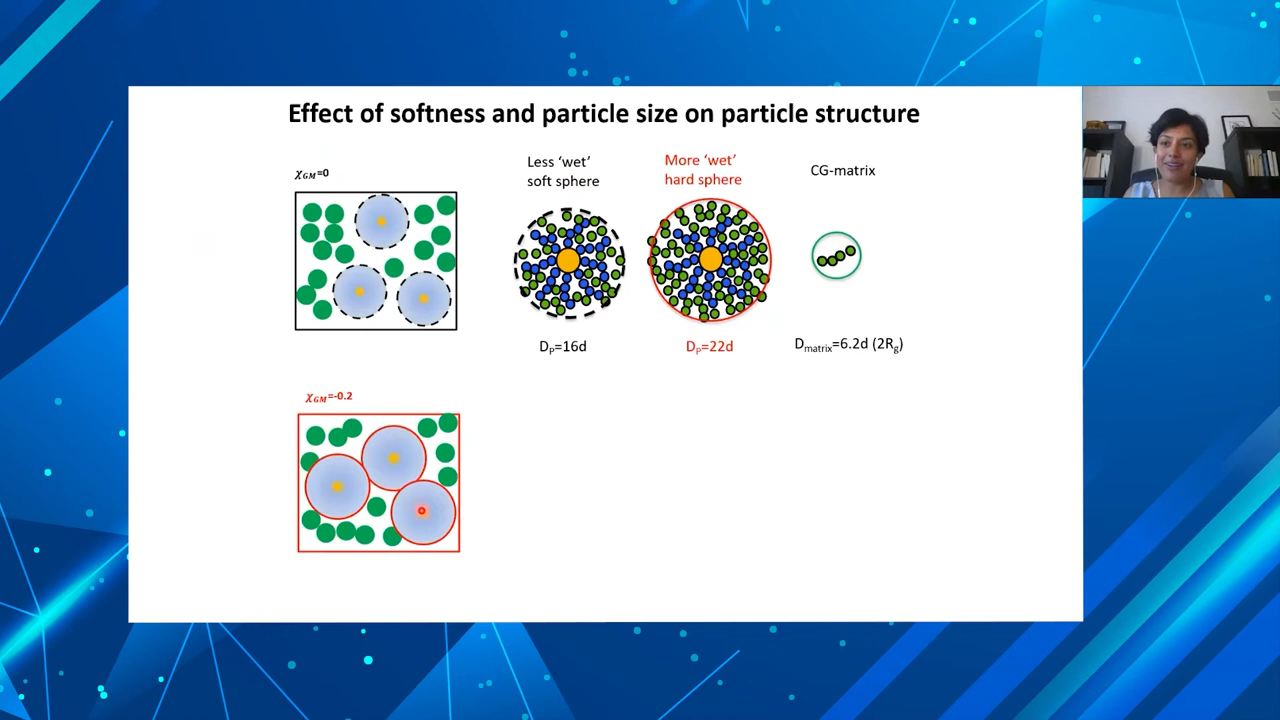 Effect of softness and particle size on particle structure
χGM=0
Less ‘wet’
soft sphere
More ‘wet’
hard sphere
CG-matrix
DP=16d
DP=22d
Dmatrix=6.2d (2Rg)
χGM=-0.2